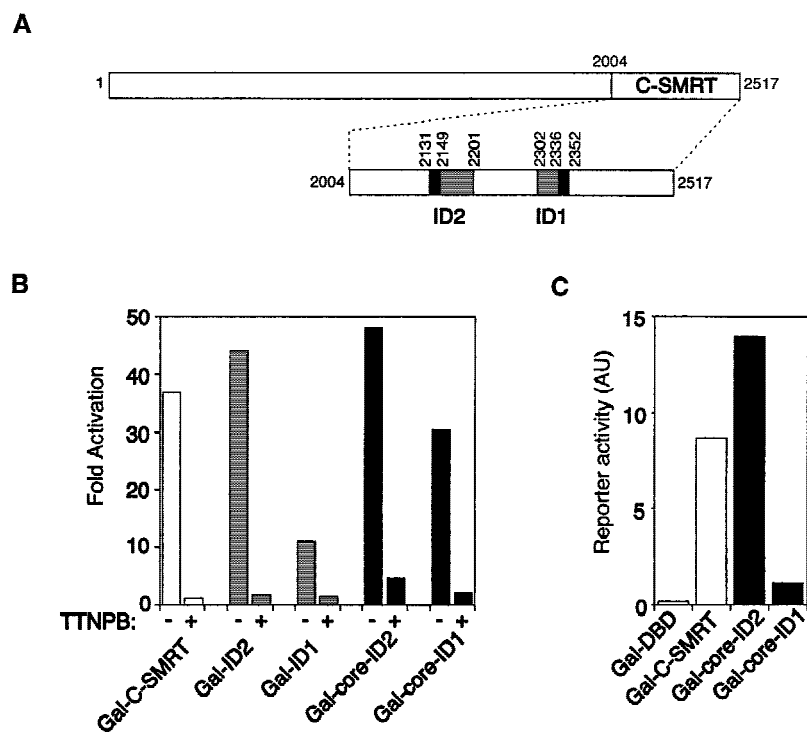 A
1
2004
C-SMRT
2517
2131
2149
2201
2302
2336
2352
2004
2517
ID2
ID1
B
Fold Activation
50
40
30
20
10
0
TTNPB: - + - + - + - + - +
Gal-C-SMRT
Gal-ID2
Gal-ID1
Gal-core-ID2
Gal-core-ID1
C
Reporter activity (AU)
15
10
5
0
Gal-DBD
Gal-C-SMRT
Gal-core-ID2
Gal-core-ID1